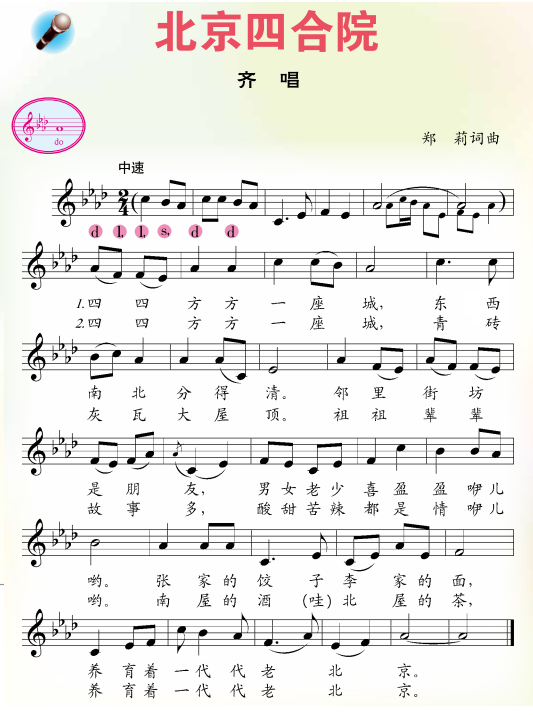 北京四合院
齐 唱
do
郑 莉词曲
中速
2/4
d l, l, s, d d
1.四 四 方 方 一 座 城, 东 西
2.四 四 方 方 一 座 城, 青 砖
南 北 分 得 清。 邻 里 街 坊
灰 瓦 大 屋 顶。 祖 祖 辈 辈
是 朋 友, 男 女 老 少 喜 盈 盈 咿儿
故 事 多, 酸 甜 苦 辣 都 是 情 咿儿
哟。 张 家 的 饺 子 李 家 的 面,
哟。 南 屋 的 酒 (哇) 北 屋 的 茶,
养 育 着 一 代 代 老 北 京。
养 育 着 一 代 代 老 北 京。